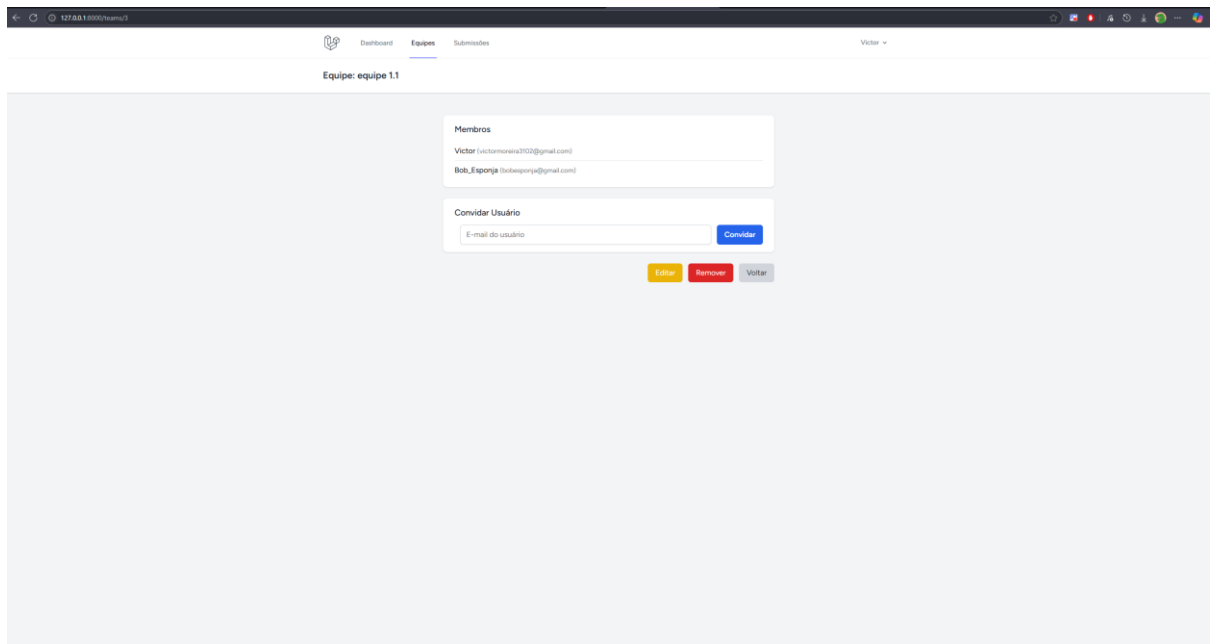 127.0.0.1:8000/teams/3
Dashboard Equipes Submissões Victor
Equipe: equipe 1.1
Membros
Victor (victormoreira3102@gmail.com)
Bob_Esponja (bobesponja@gmail.com)
Convidar Usuário
E-mail do usuário Convidar
Editar Remover Voltar